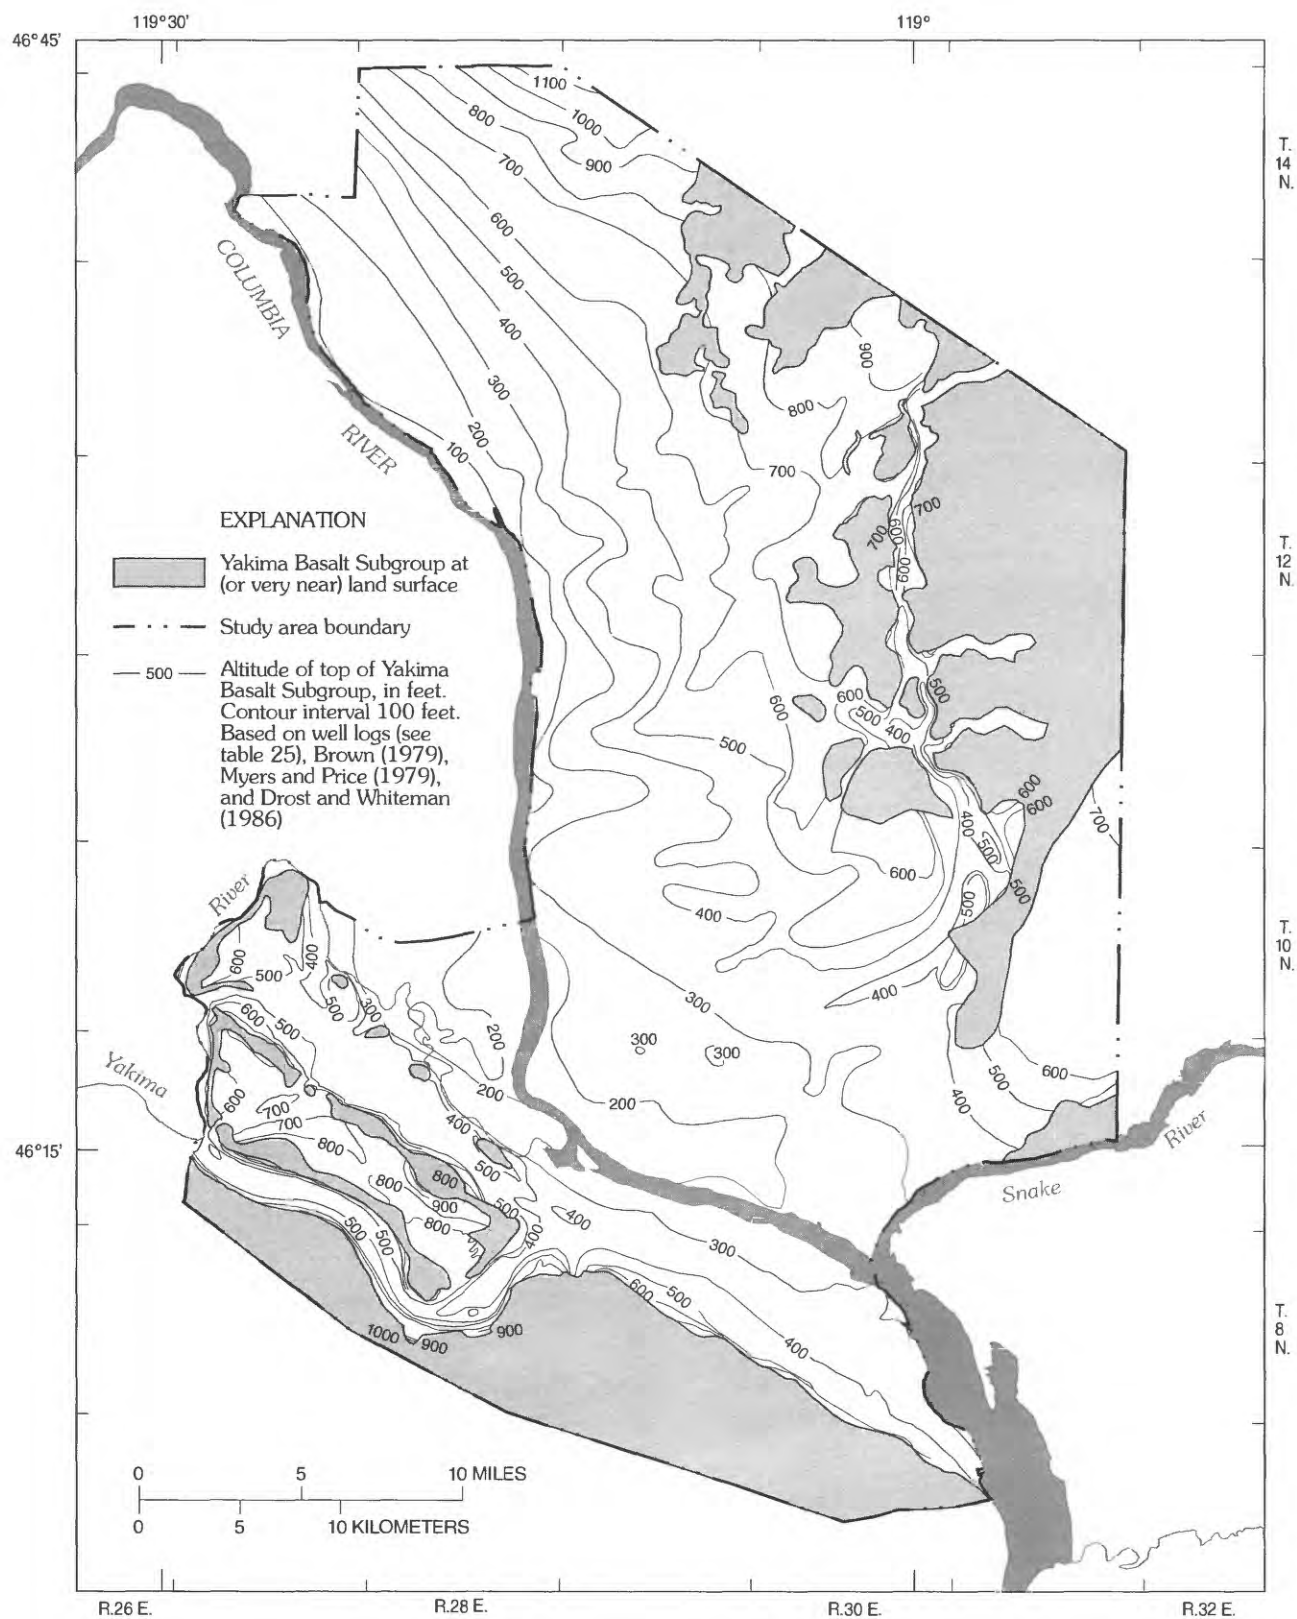 119°30'
119°
46°45'
1100
1000
900
800
700
600
500
400
300
200
100
T.
14
N.
COLUMBIA
RIVER
900
800
700
700
700
600
600
EXPLANATION
Yakima Basalt Subgroup at
(or very near) land surface
Study area boundary
500
Altitude of top of Yakima
Basalt Subgroup, in feet.
Contour interval 100 feet.
Based on well logs (see
table 25), Brown (1979),
Myers and Price (1979),
and Drost and Whiteman
(1986)
T.
12
N.
600
600
500
400
500
500
600
600
700
400
500
600
500
500
400
River
600
500
400
500
300
T.
10
N.
400
300
300
300
200
600
500
Yakima
600
700
700
800
200
400
200
500
600
400
46°15'
River
Snake
800
800
900
800
500
500
400
400
500
500
300
600
500
400
1000
900
900
T.
8
N.
0
5
10 MILES
0
5
10 KILOMETERS
R.26 E.
R.28 E.
R.30 E.
R.32 E.